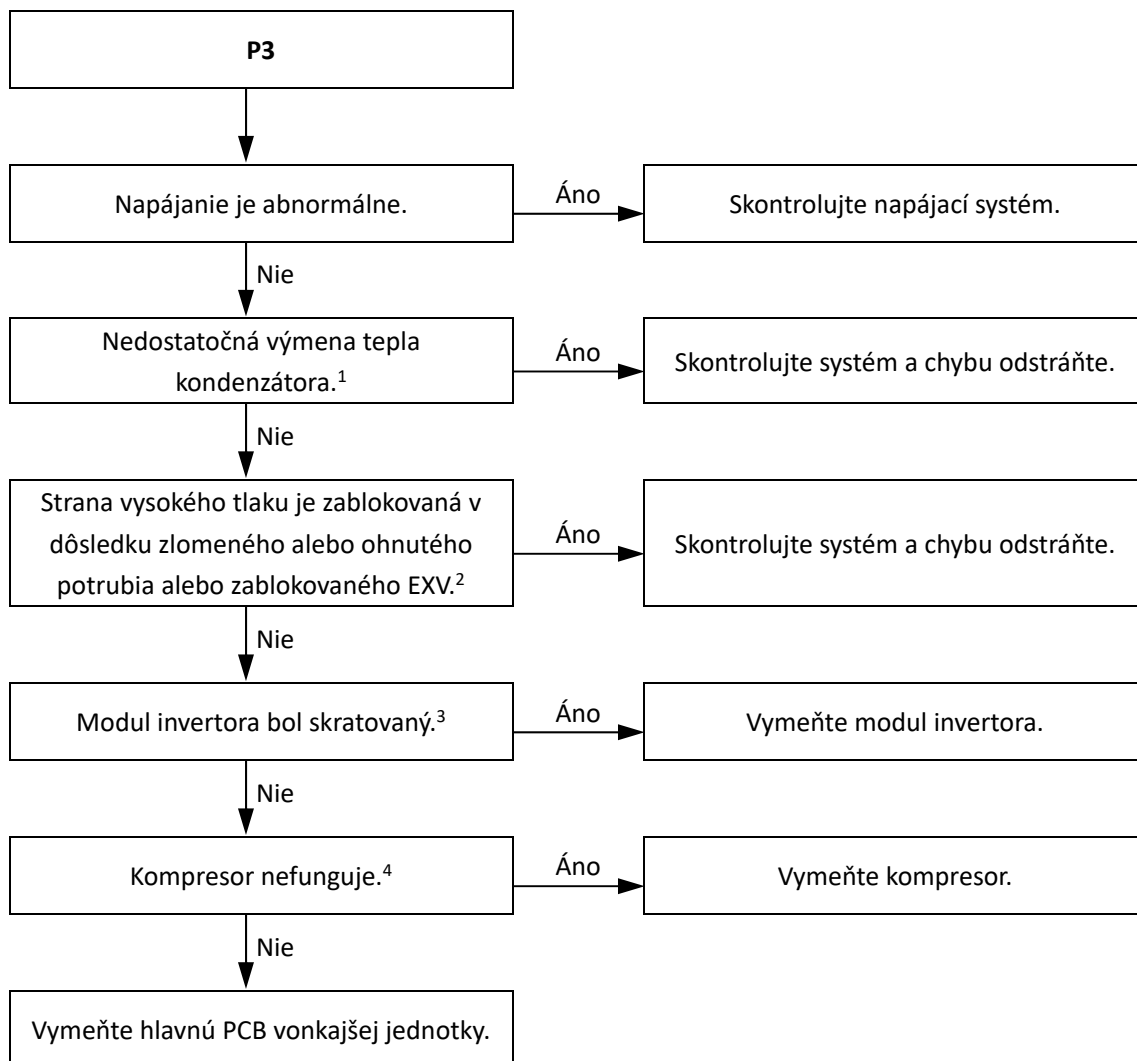 P3
Napájanie je abnormálne.
Áno
Skontrolujte napájací systém.
Nie
Nedostatočná výmena tepla
kondenzátora.1
Áno
Skontrolujte systém a chybu odstráňte.
Nie
Strana vysokého tlaku je zablokovaná v
dôsledku zlomeného alebo ohnutého
potrubia alebo zablokovaného EXV.2
Áno
Skontrolujte systém a chybu odstráňte.
Nie
Modul invertora bol skratovaný.3
Áno
Vymeňte modul invertora.
Nie
Kompresor nefunguje.4
Áno
Vymeňte kompresor.
Nie
Vymeňte hlavnú PCB vonkajšej jednotky.